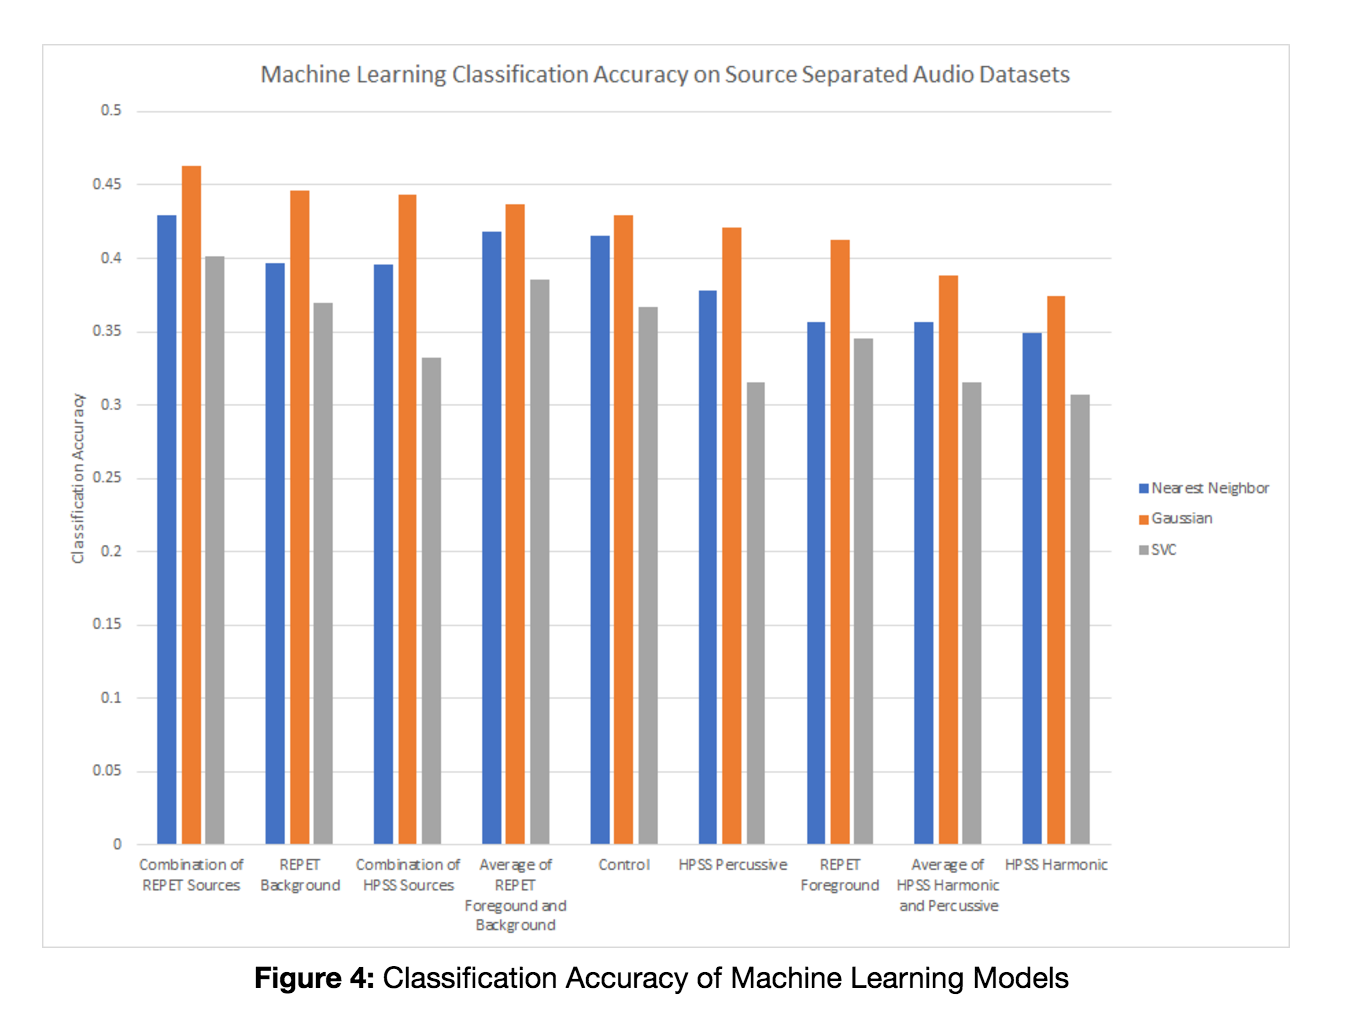 Machine Learning Classification Accuracy on Source Separated Audio Datasets
0.5
0.45
0.4
0.35
0.3
0.25
0.2
0.15
0.1
0.05
0
Classification Accuracy
Combination of
REPET Sources
REPET
Background
Combination of
HPSS Sources
Average of
REPET
Foregound and
Background
Control
HPSS Percussive
REPET
Foreground
Average of
HPSS Harmonic
and Percussive
HPSS Harmonic
Nearest Neighbor
Gaussian
SVC
Figure 4: Classification Accuracy of Machine Learning Models